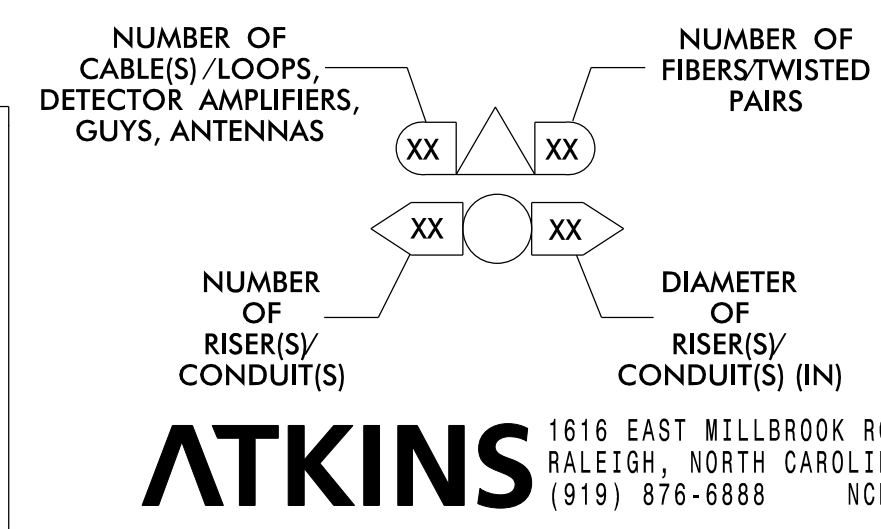 NUMBER OF
CABLE(S)/LOOPS,
DETECTOR AMPLIFIERS,
GUYS, ANTENNAS
NUMBER OF
FIBERS/TWISTED
PAIRS
XX XX
XX XX
NUMBER
OF
RISER(S)/
CONDUIT(S)
DIAMETER
OF
RISER(S)/
CONDUIT(S) (IN)
ATKINS
1616 EAST MILLBROOK
RALEIGH, NORTH
(919) 876-6888